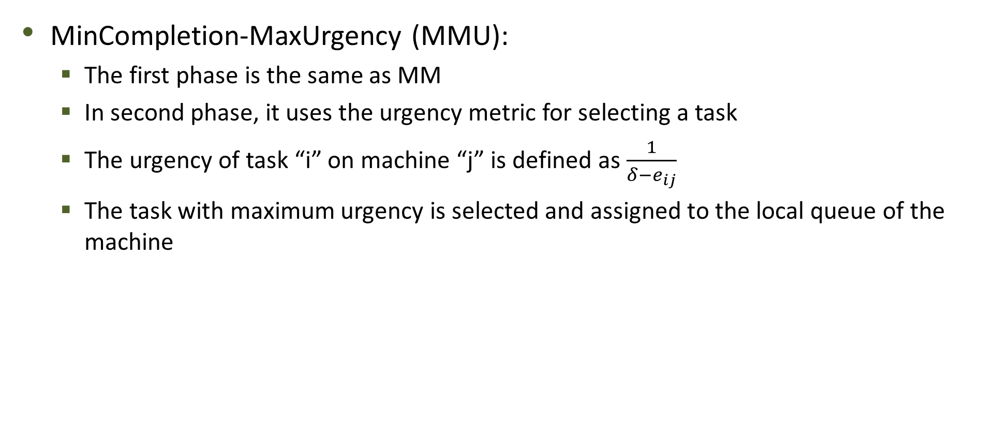 • MinCompletion-MaxUrgency (MMU):
▪ The first phase is the same as MM
▪ In second phase, it uses the urgency metric for selecting a task
▪ The urgency of task “i” on machine “j” is defined as $\frac{1}{\delta - e_{ij}}$
▪ The task with maximum urgency is selected and assigned to the local queue of the
machine